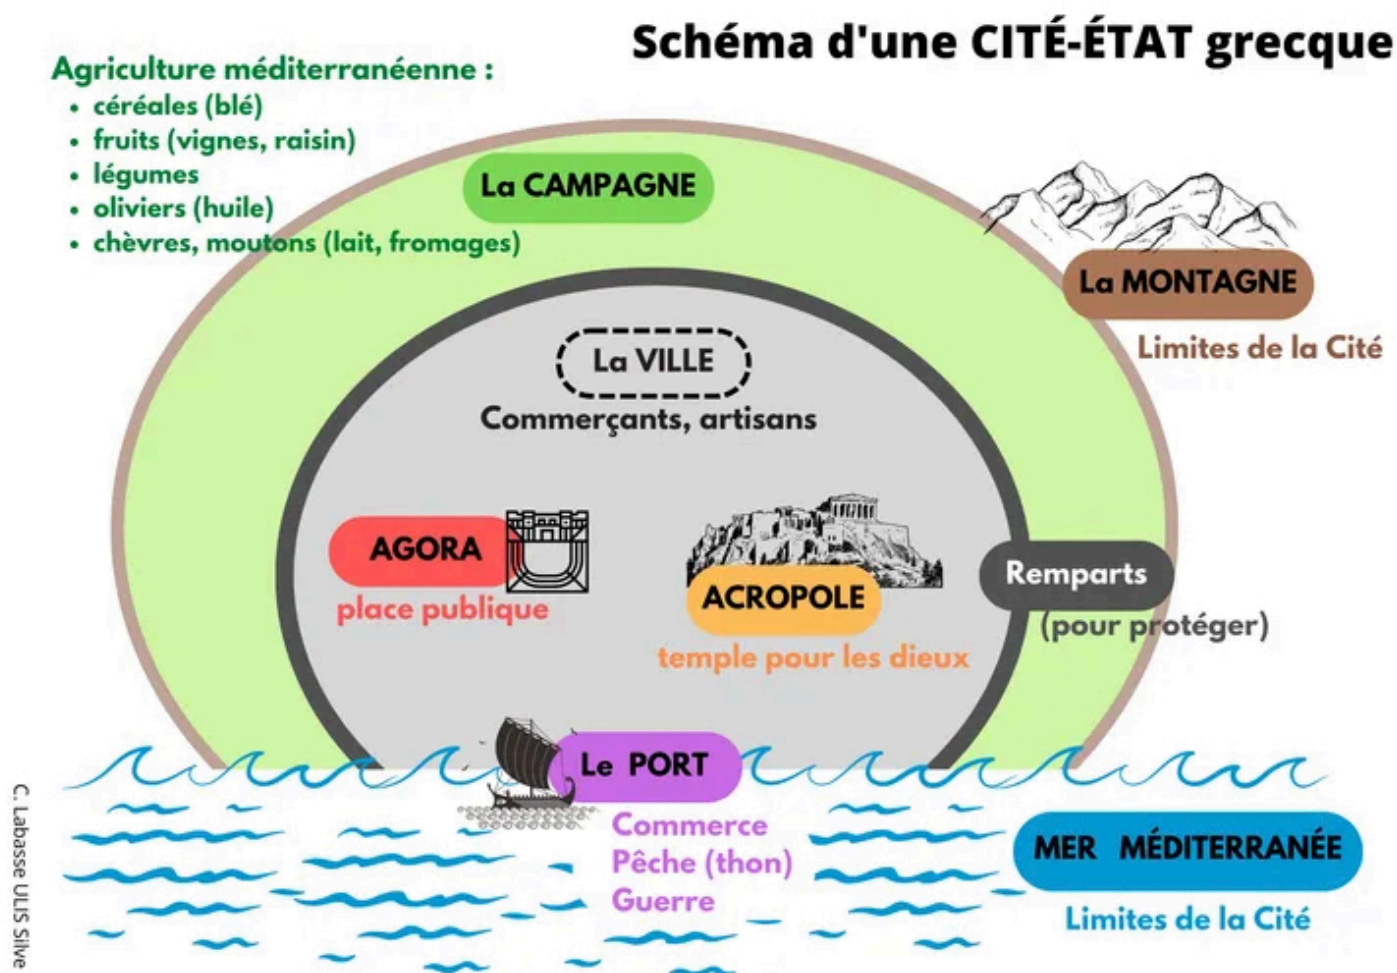 Schéma d'une CITÉ-ÉTAT grecque
Agriculture méditerranéenne :
• céréales (blé)
• fruits (vignes, raisin)
• légumes
• oliviers (huile)
• chèvres, moutons (lait, fromages)
La CAMPAGNE
La MONTAGNE
Limites de la Cité
La VILLE
Commerçants, artisans
AGORA
place publique
ACROPOLE
temple pour les dieux
Remparts
(pour protéger)
Le PORT
Commerce
Pêche (thon)
Guerre
MER MÉDITERRANÉE
Limites de la Cité
C. Labasse ULIS Silve